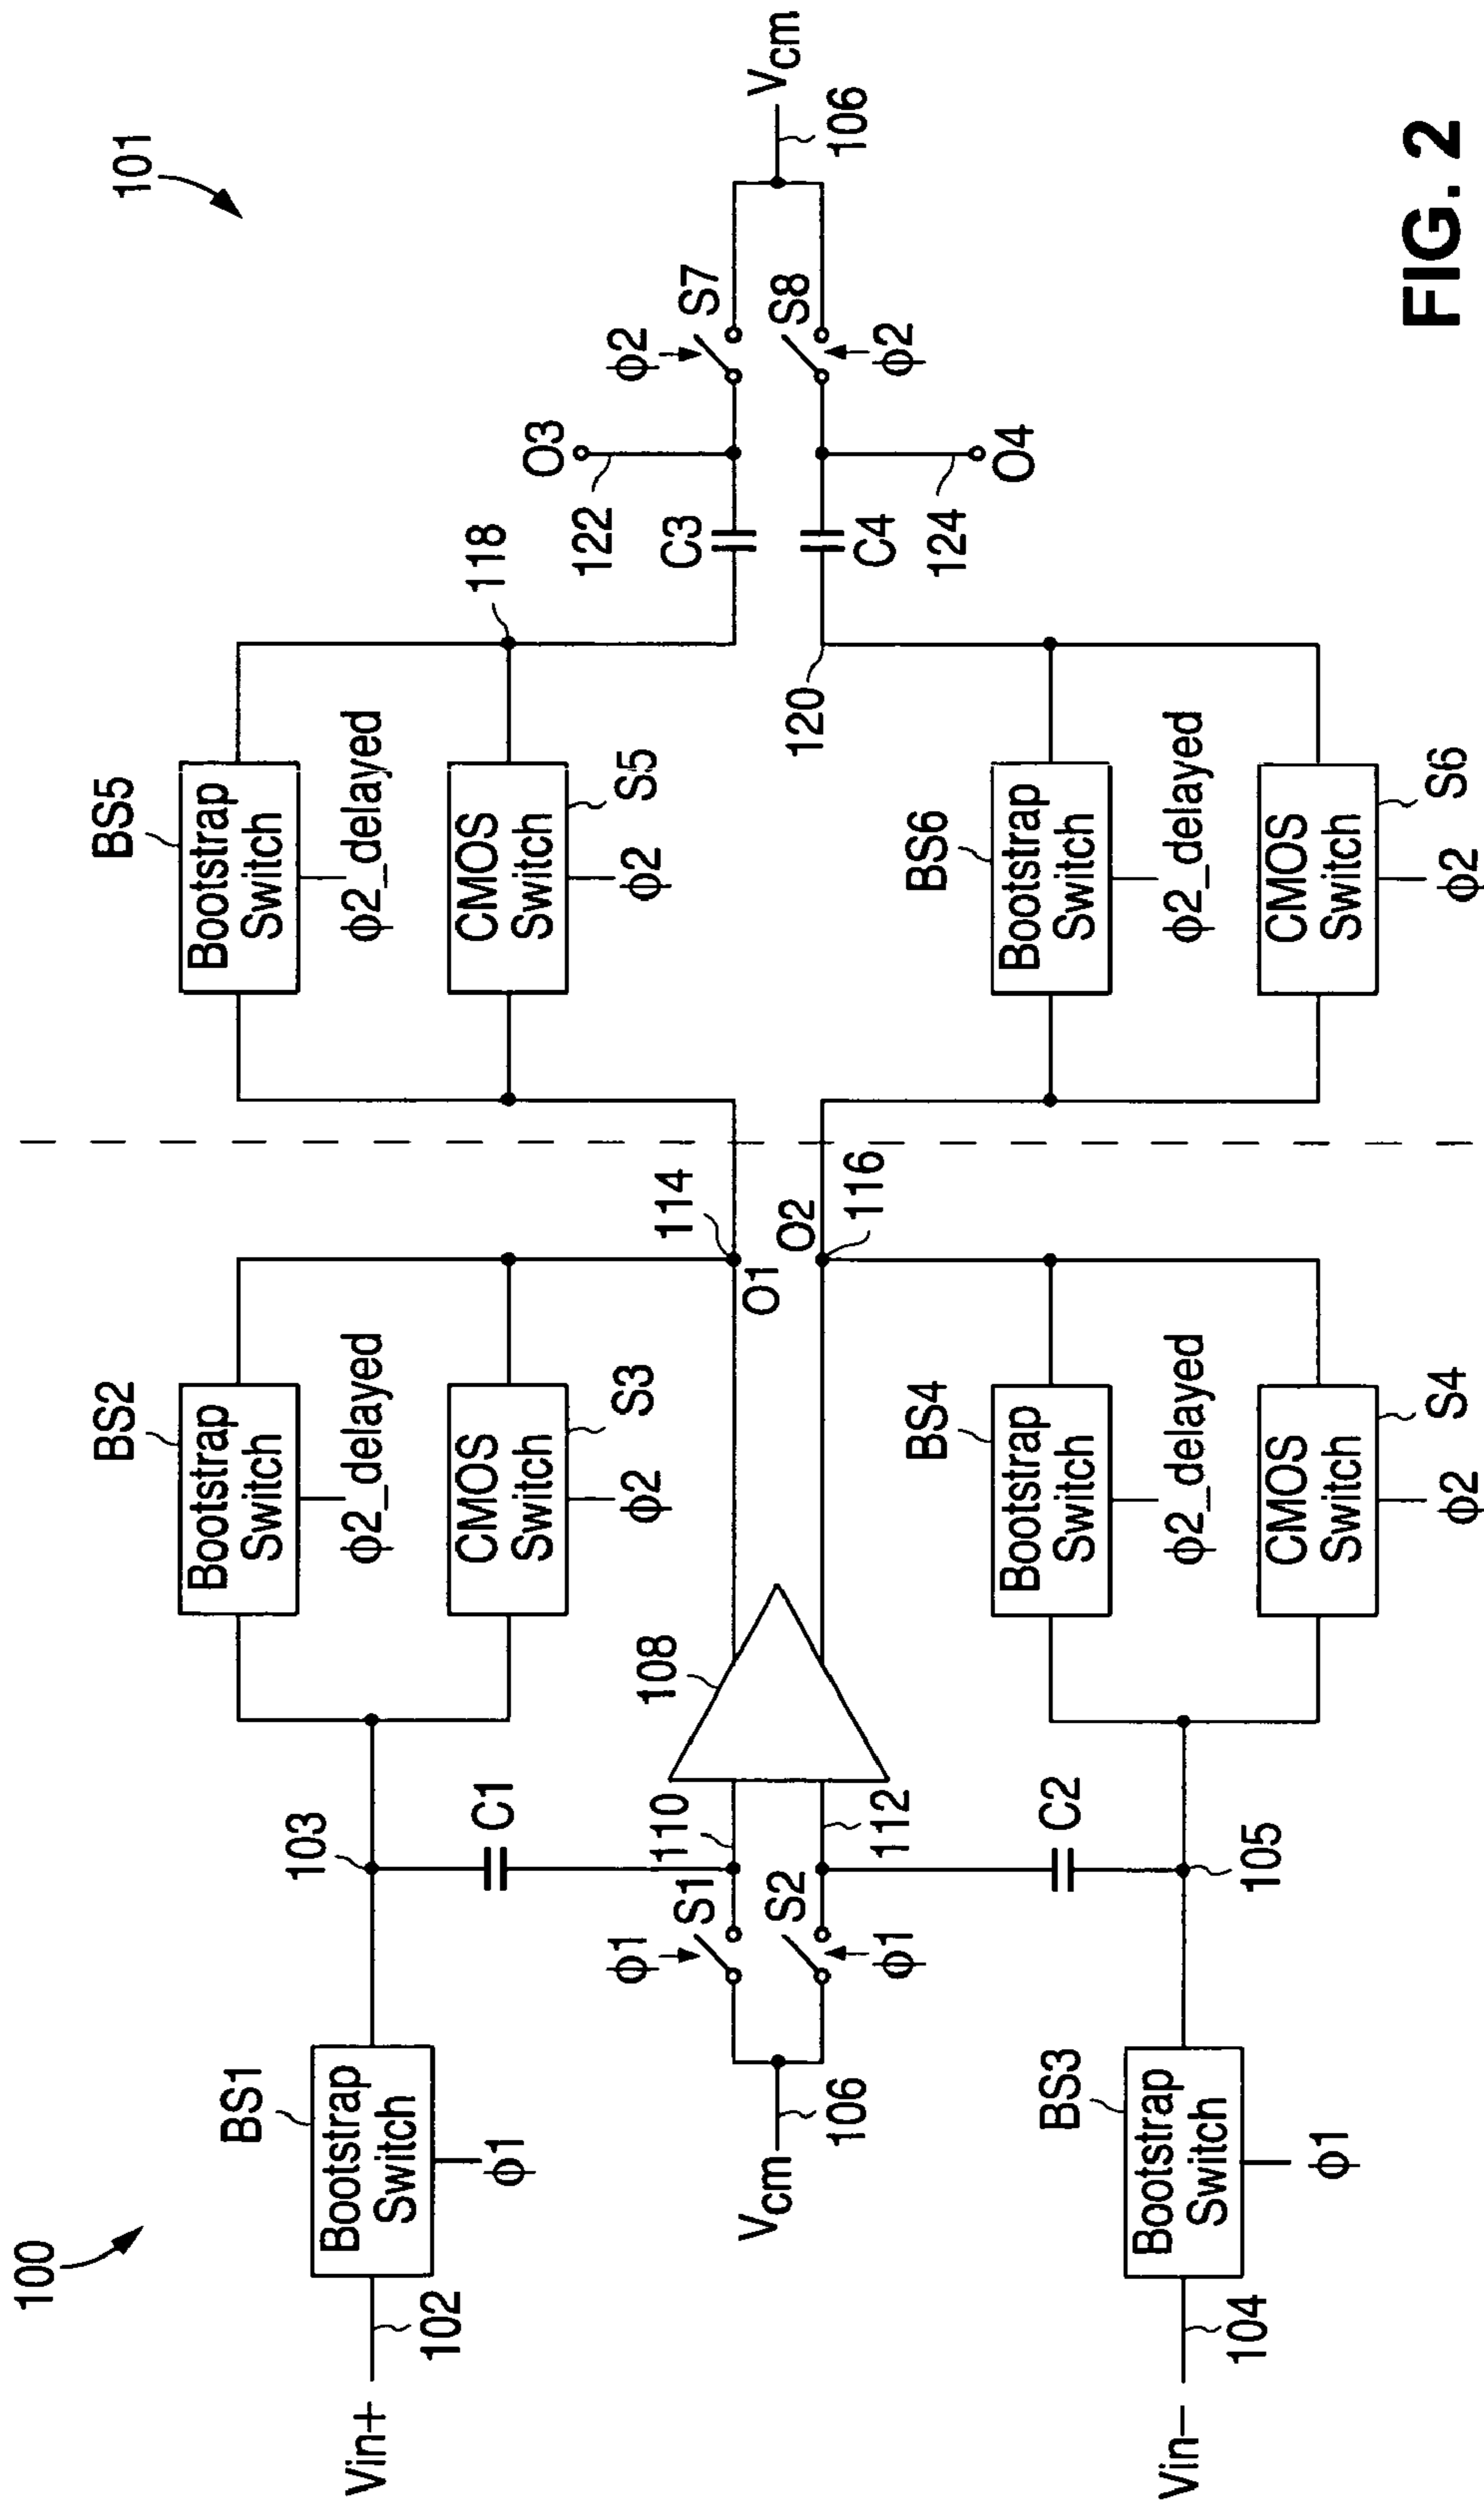 100
101
BS2
Bootstrap
Switch
φ2_delayed
BS5
Bootstrap
Switch
φ2_delayed
BS1
Bootstrap
Switch
φ1
Vin+
102
103
C1
CMOS
Switch
S3
φ2
118
CMOS
Switch
S5
φ2
O3
122
φ1
S1
110
108
114
O1
C3
φ2
S7
Vcm
106
S2
φ1
112
O2
116
120
C4
124
O4
S8
φ2
Vcm
106
BS4
Bootstrap
Switch
φ2_delayed
BS6
Bootstrap
Switch
φ2_delayed
BS3
Bootstrap
Switch
φ1
Vin−
104
C2
105
CMOS
Switch
S4
φ2
CMOS
Switch
S6
φ2
FIG. 2